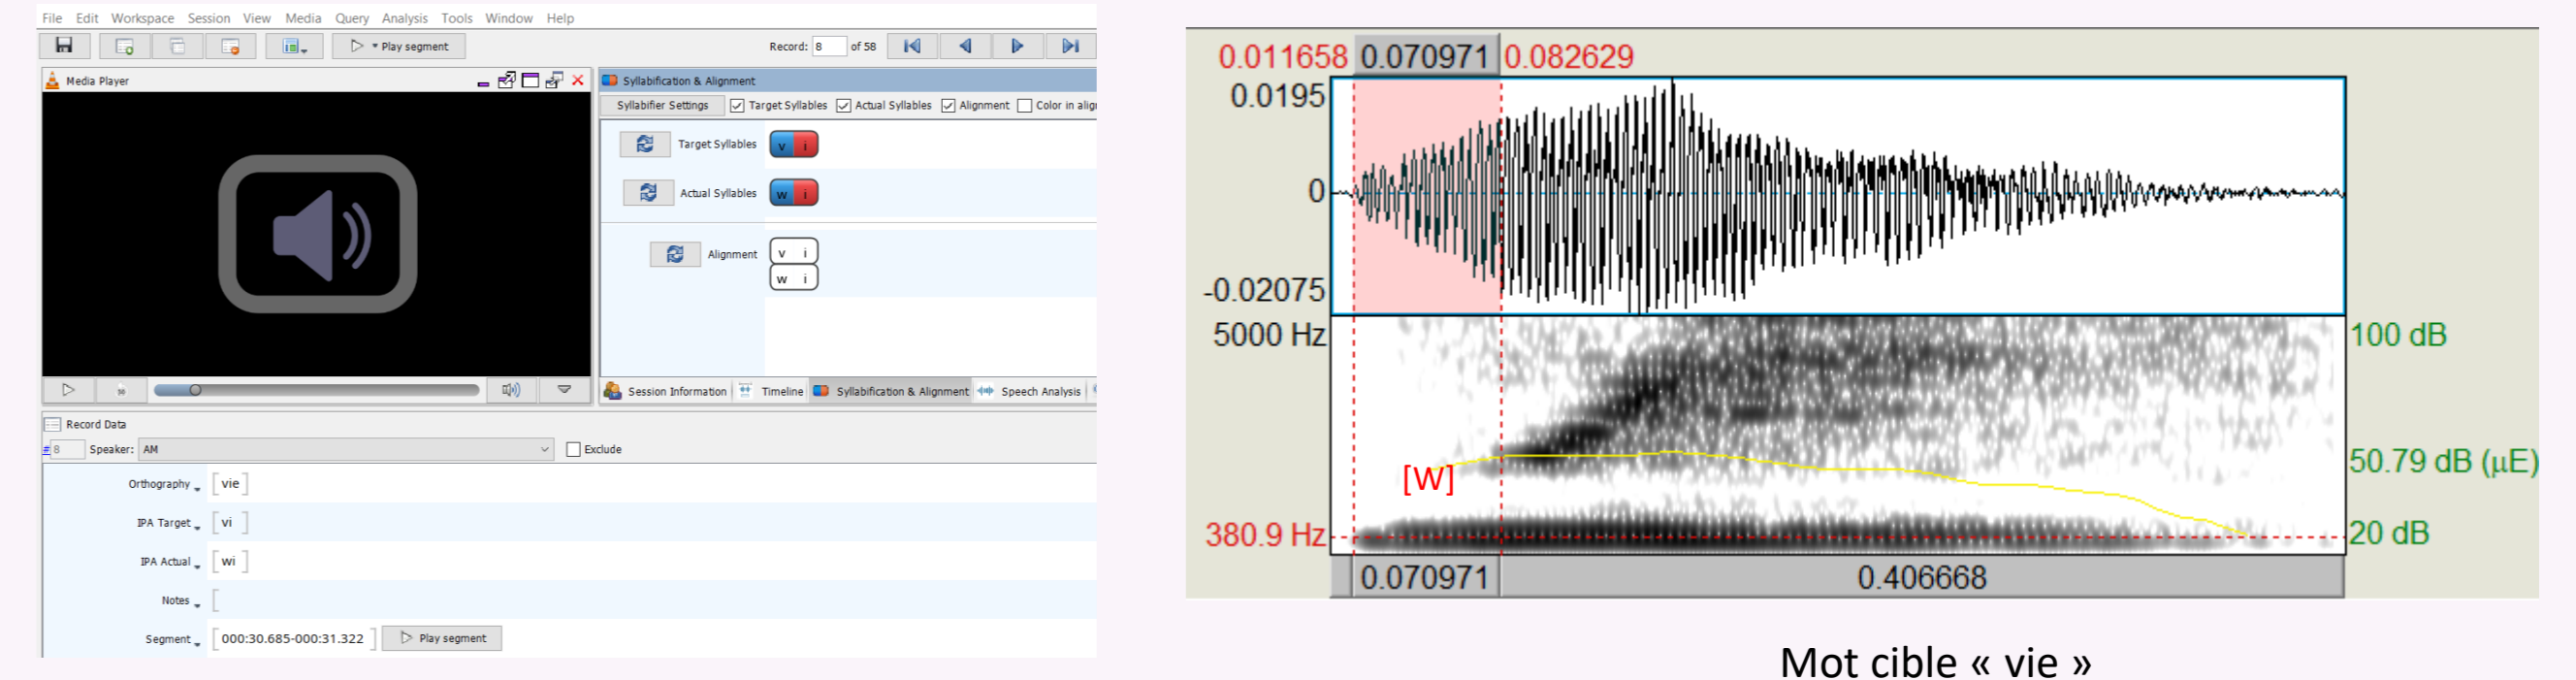 File Edit Workspace Session View Media Query Analysis Tools Window Help
Play segment
Record: 8 of 58
Media Player
Syllabification & Alignment
Syllabifier Settings Target Syllables Actual Syllables Alignment Color in alig
Target Syllables v i
Actual Syllables w i
Alignment v i
w i
Session Information Timeline Syllabification & Alignment Speech Analysis
Record Data
# 8 Speaker: AM Exclude
Orthography [ vie ]
IPA Target [ vi ]
IPA Actual [ wi ]
Notes [
Segment [ 000:30.685-000:31.322 ] Play segment
0.011658 0.070971 0.082629
0.0195
0
-0.02075
5000 Hz
100 dB
[W]
50.79 dB (µE)
380.9 Hz
20 dB
0.070971 0.406668
Mot cible « vie »